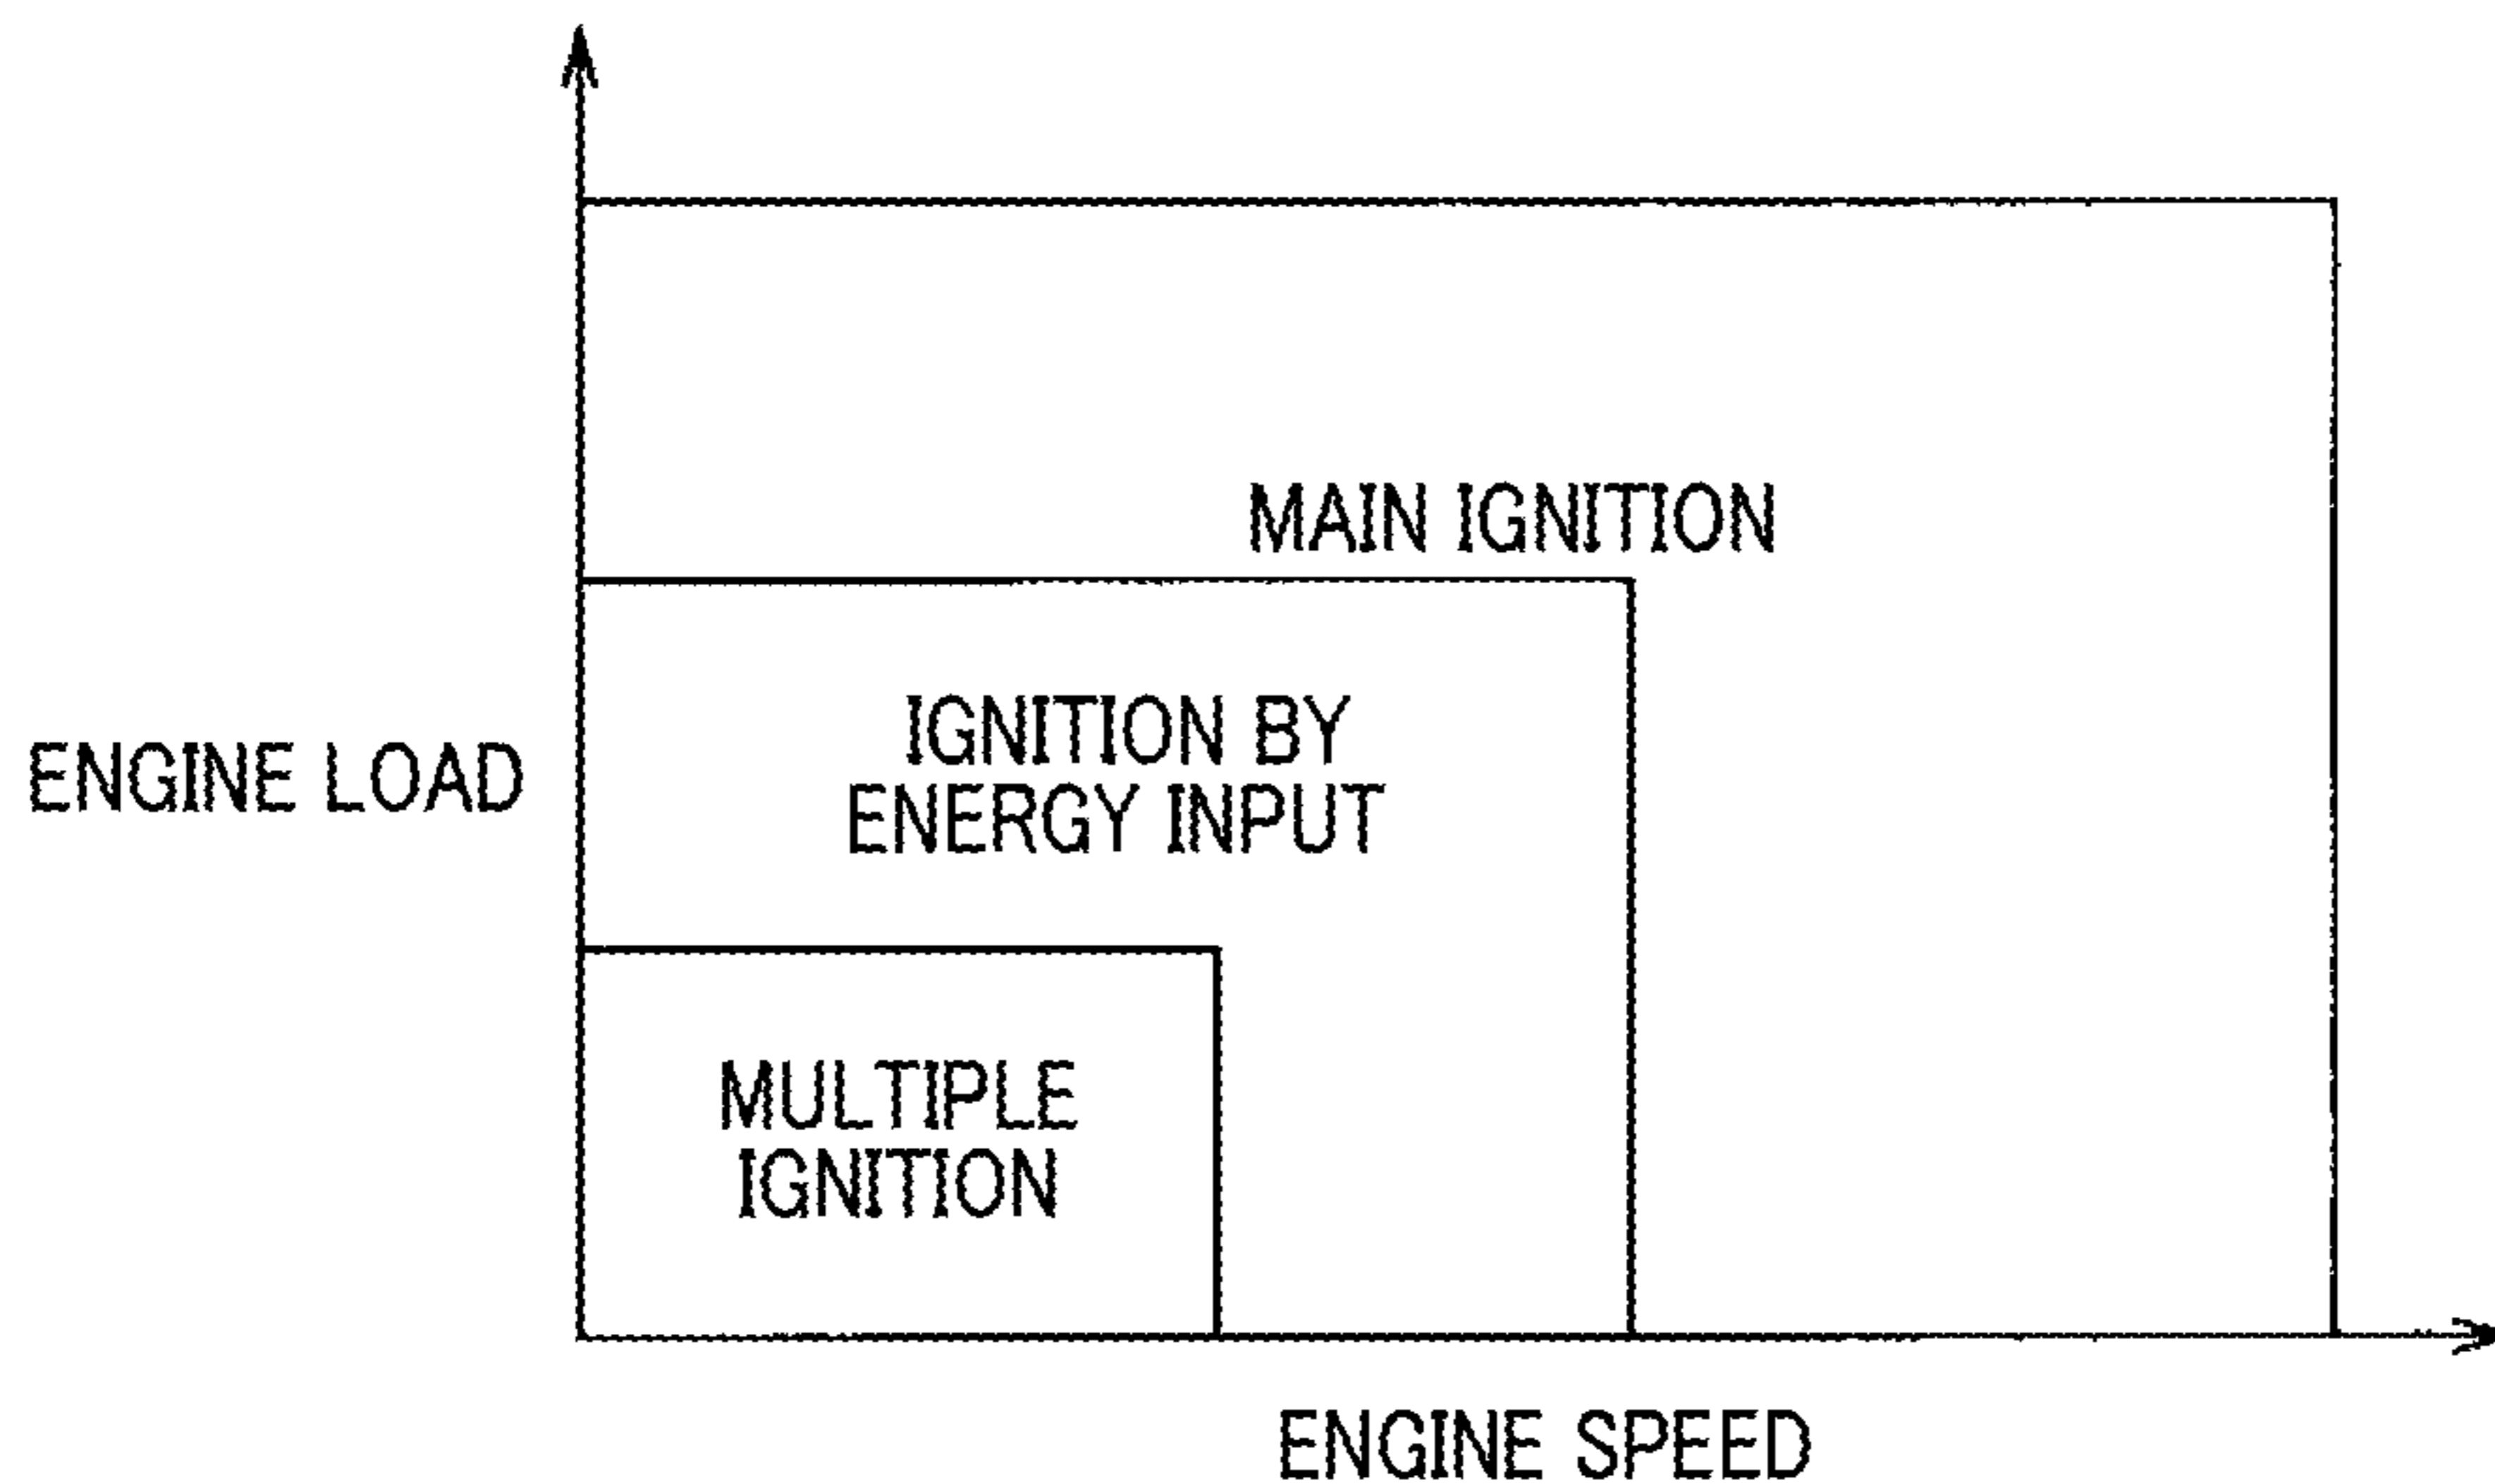 MAIN IGNITION
IGNITION BY
ENERGY INPUT
ENGINE LOAD
MULTIPLE
IGNITION
ENGINE SPEED